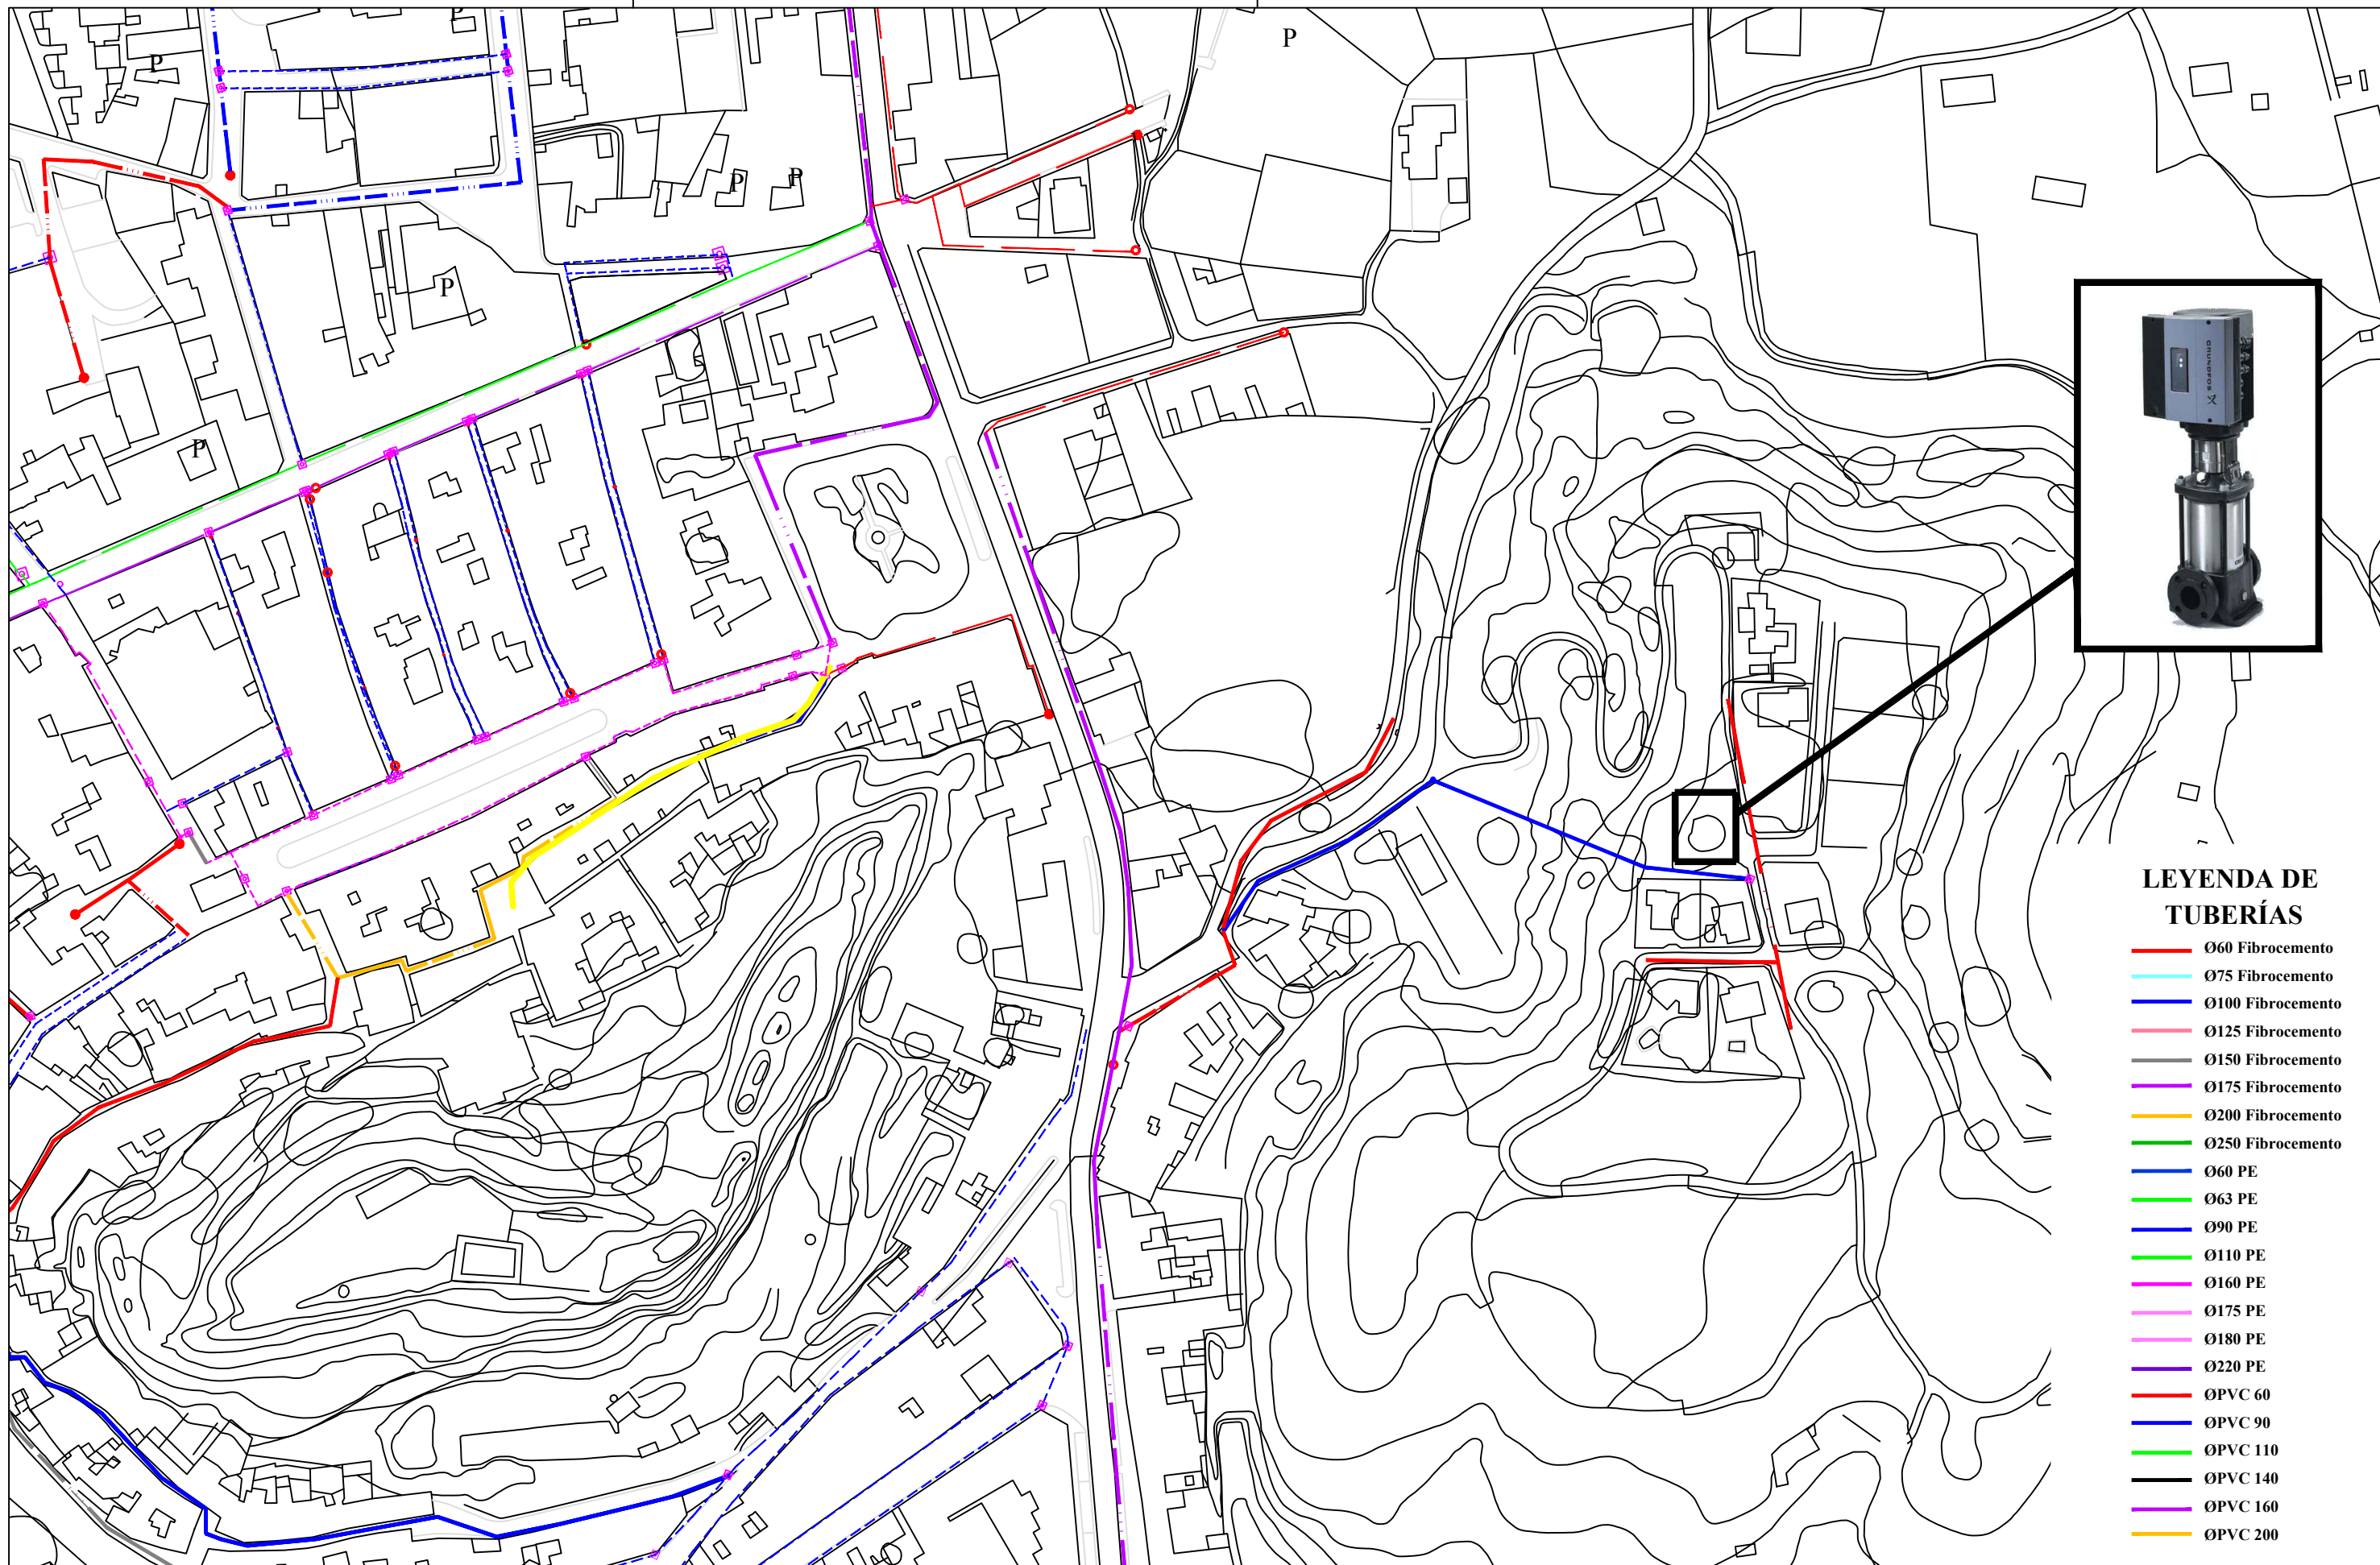 P
P
P
P
P
P
P
GRUNDFOS
LEYENDA DE
TUBERÍAS
Ø60 Fibrocemento
Ø75 Fibrocemento
Ø100 Fibrocemento
Ø125 Fibrocemento
Ø150 Fibrocemento
Ø175 Fibrocemento
Ø200 Fibrocemento
Ø250 Fibrocemento
Ø60 PE
Ø63 PE
Ø90 PE
Ø110 PE
Ø160 PE
Ø175 PE
Ø180 PE
Ø220 PE
ØPVC 60
ØPVC 90
ØPVC 110
ØPVC 140
ØPVC 160
ØPVC 200